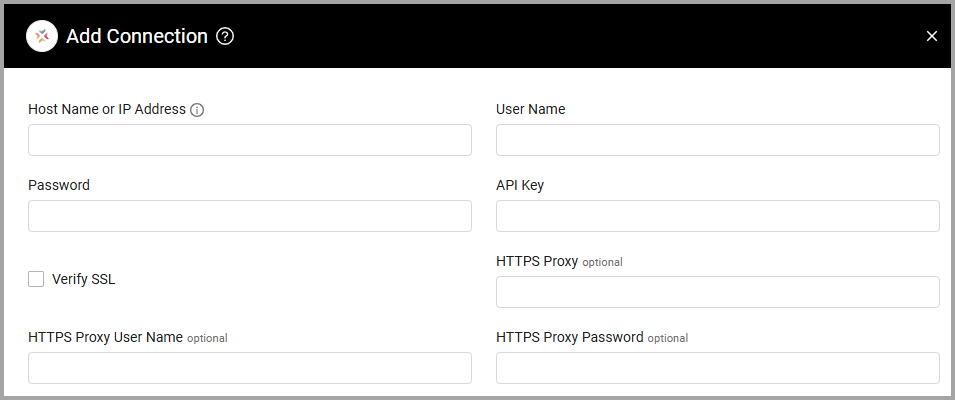 Add Connection
Host Name or IP Address
User Name
Password
API Key
Verify SSL
HTTPS Proxy optional
HTTPS Proxy User Name optional
HTTPS Proxy Password optional